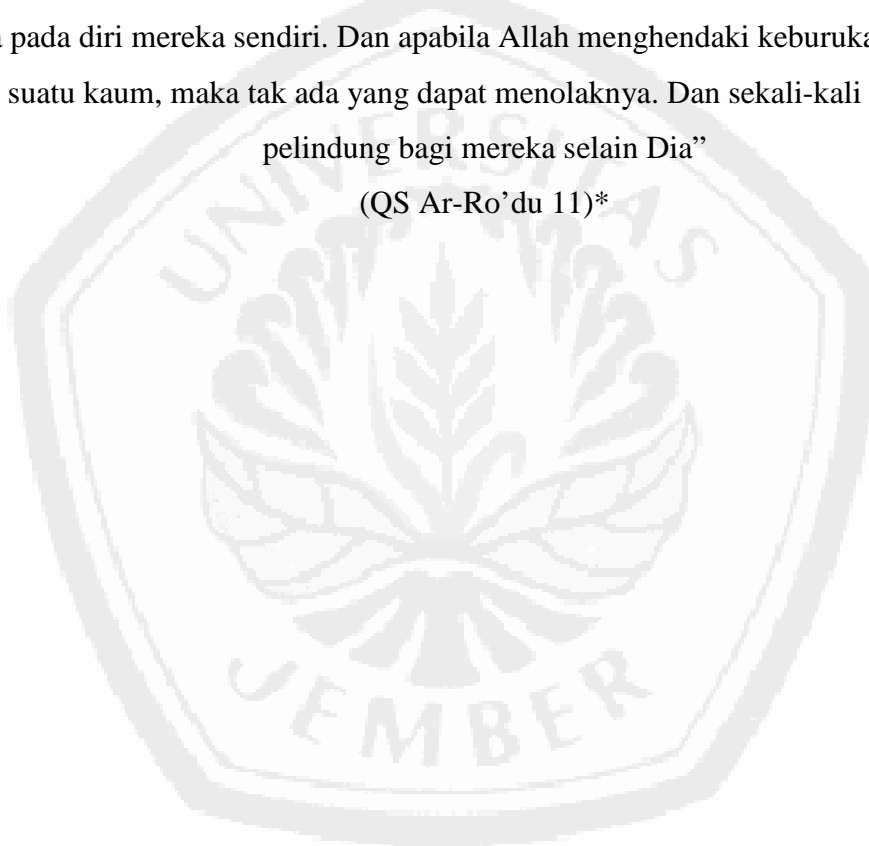 pada diri mereka sendiri. Dan apabila Allah menghendaki
suatu kaum, maka tak ada yang dapat menolaknya. Dan sekali-kali
pelindung bagi mereka selain Dia”
(QS Ar-Ro’du 11)*
UNIVERSITAS
JEMBER